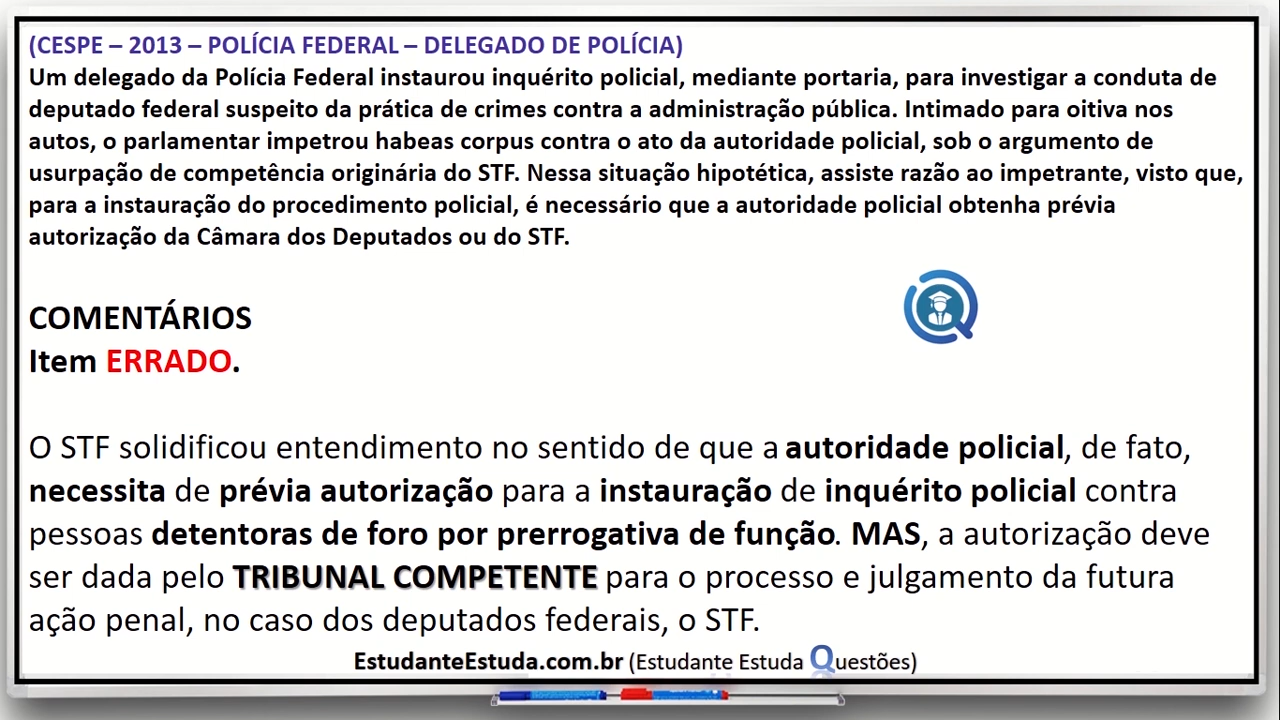 (CESPE – 2013 – POLÍCIA FEDERAL – DELEGADO DE POLÍCIA)
Um delegado da Polícia Federal instaurou inquérito policial, mediante portaria, para investigar a conduta de
deputado federal suspeito da prática de crimes contra a administração pública. Intimado para oitiva nos
autos, o parlamentar impetrou habeas corpus contra o ato da autoridade policial, sob o argumento de
usurpação de competência originária do STF. Nessa situação hipotética, assiste razão ao impetrante, visto que,
para a instauração do procedimento policial, é necessário que a autoridade policial obtenha prévia
autorização da Câmara dos Deputados ou do STF.
COMENTÁRIOS
Item ERRADO.
O STF solidificou entendimento no sentido de que a autoridade policial, de fato,
necessita de prévia autorização para a instauração de inquérito policial contra
pessoas detentoras de foro por prerrogativa de função. MAS, a autorização deve
ser dada pelo TRIBUNAL COMPETENTE para o processo e julgamento da futura
ação penal, no caso dos deputados federais, o STF.
EstudanteEstuda.com.br (Estudante Estuda Questões)